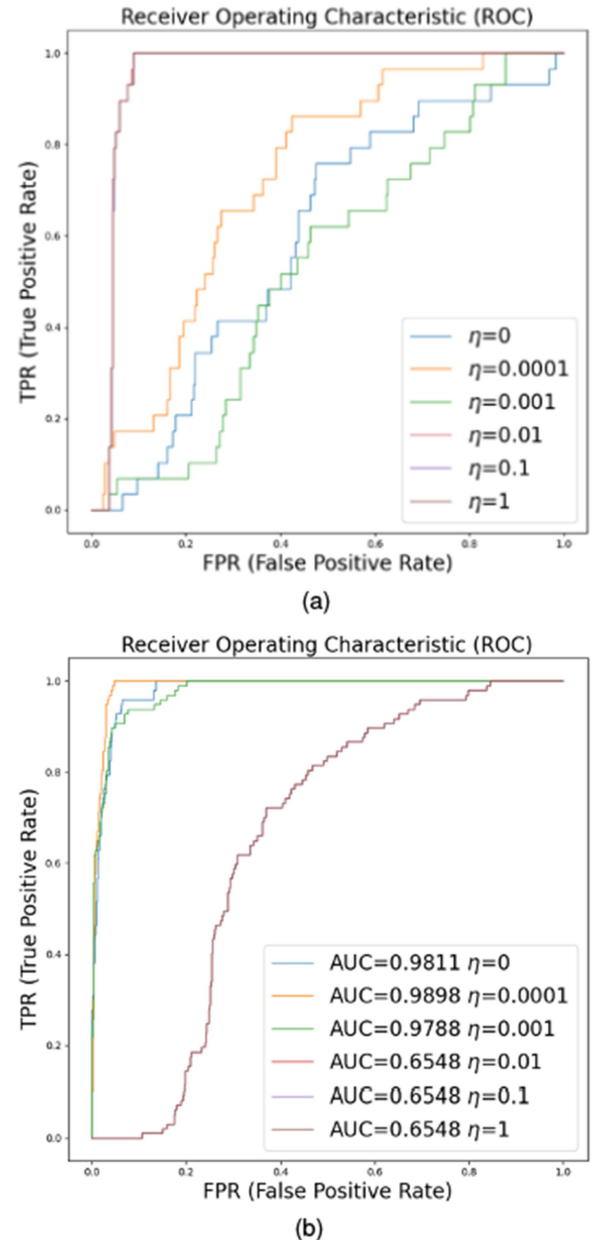 Receiver Operating Characteristic (ROC)
TPR (True Positive Rate)
1.0
0.8
0.6
0.4
0.2
0.0
η=0
η=0.0001
η=0.001
η=0.01
η=0.1
η=1
0.0 0.2 0.4 0.6 0.8 1.0
FPR (False Positive Rate)
(a)
Receiver Operating Characteristic (ROC)
TPR (True Positive Rate)
1.0
0.8
0.6
0.4
0.2
0.0
AUC=0.9811 η=0
AUC=0.9898 η=0.0001
AUC=0.9788 η=0.001
AUC=0.6548 η=0.01
AUC=0.6548 η=0.1
AUC=0.6548 η=1
0.0 0.2 0.4 0.6 0.8 1.0
FPR (False Positive Rate)
(b)